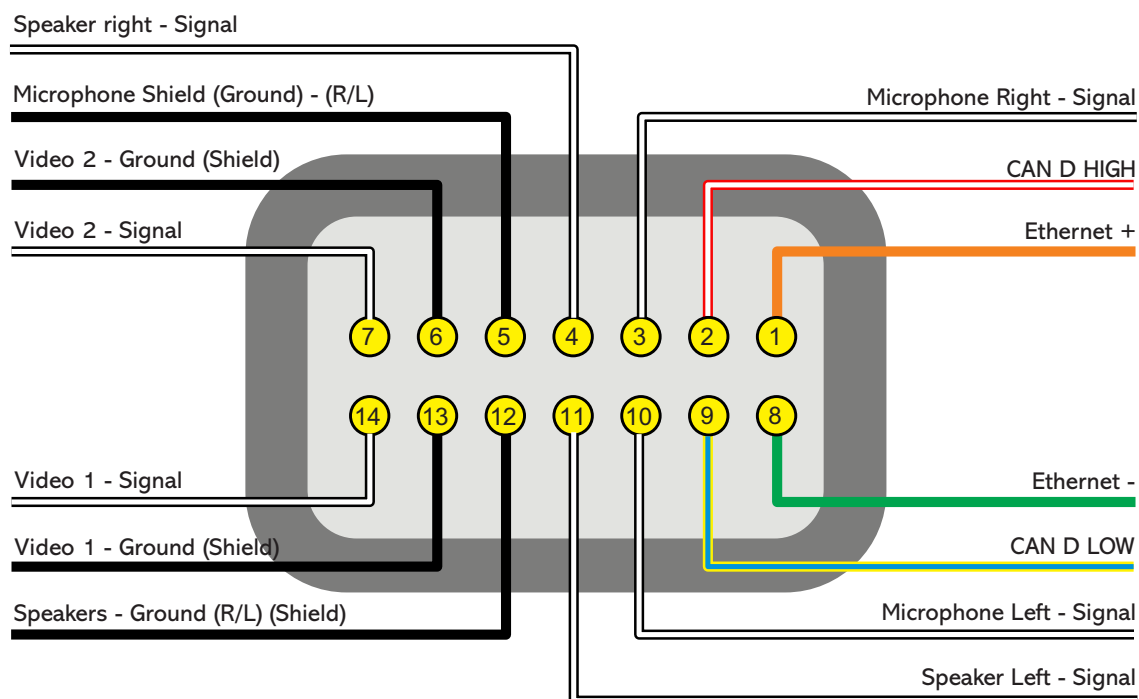 Speaker right - Signal
Microphone Shield (Ground) - (R/L)
Microphone Right - Signal
Video 2 - Ground (Shield)
CAN D HIGH
Video 2 - Signal
Ethernet +
7 6 5 4 3 2 1
14 13 12 11 10 9 8
Video 1 - Signal
Ethernet -
Video 1 - Ground (Shield)
CAN D LOW
Speakers - Ground (R/L) (Shield)
Microphone Left - Signal
Speaker Left - Signal